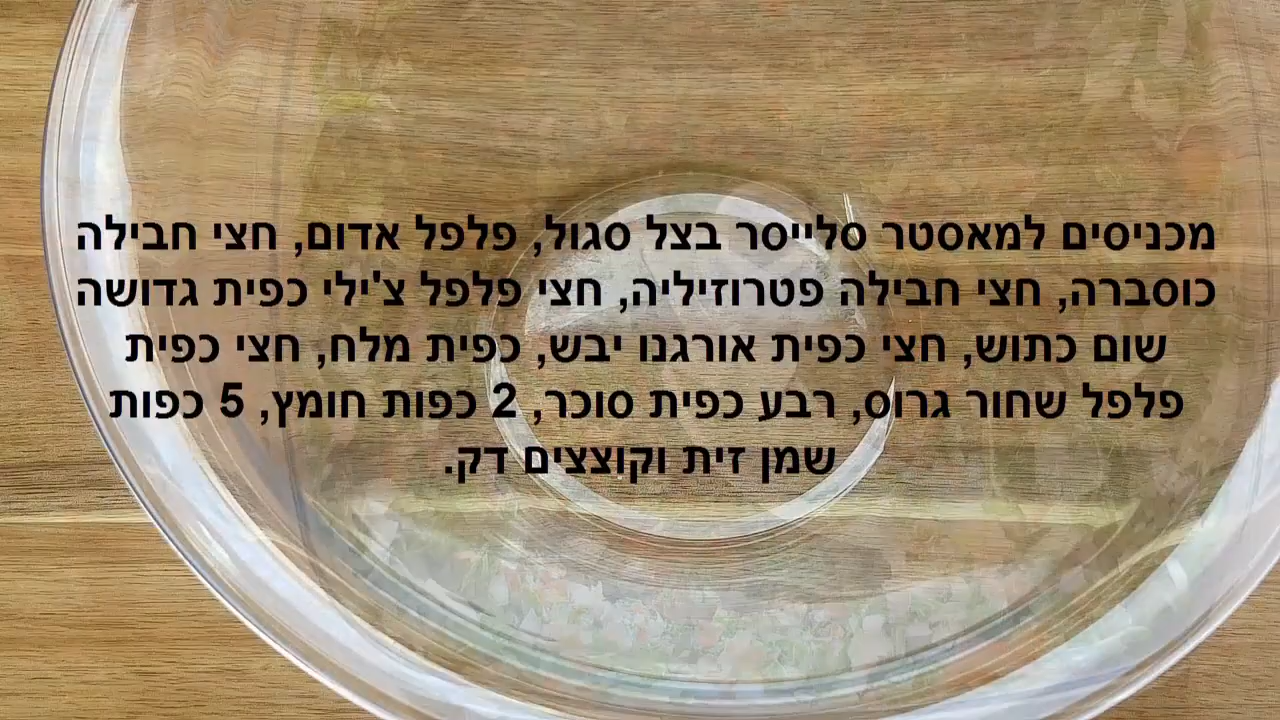 מכניסים למאסטר סלייסר בצל סגול, פלפל אדום, חצי חבילה
כוסברה, חצי חבילה פטרוזיליה, חצי פלפל צ'ילי כפית גדושה
שום כתוש, חצי כפית אורגנו יבש, כפית מלח, חצי כפית
פלפל שחור גרוס, רבע כפית סוכר, 2 כפות חומץ, 5 כפות
שמן זית וקוצצים דק.